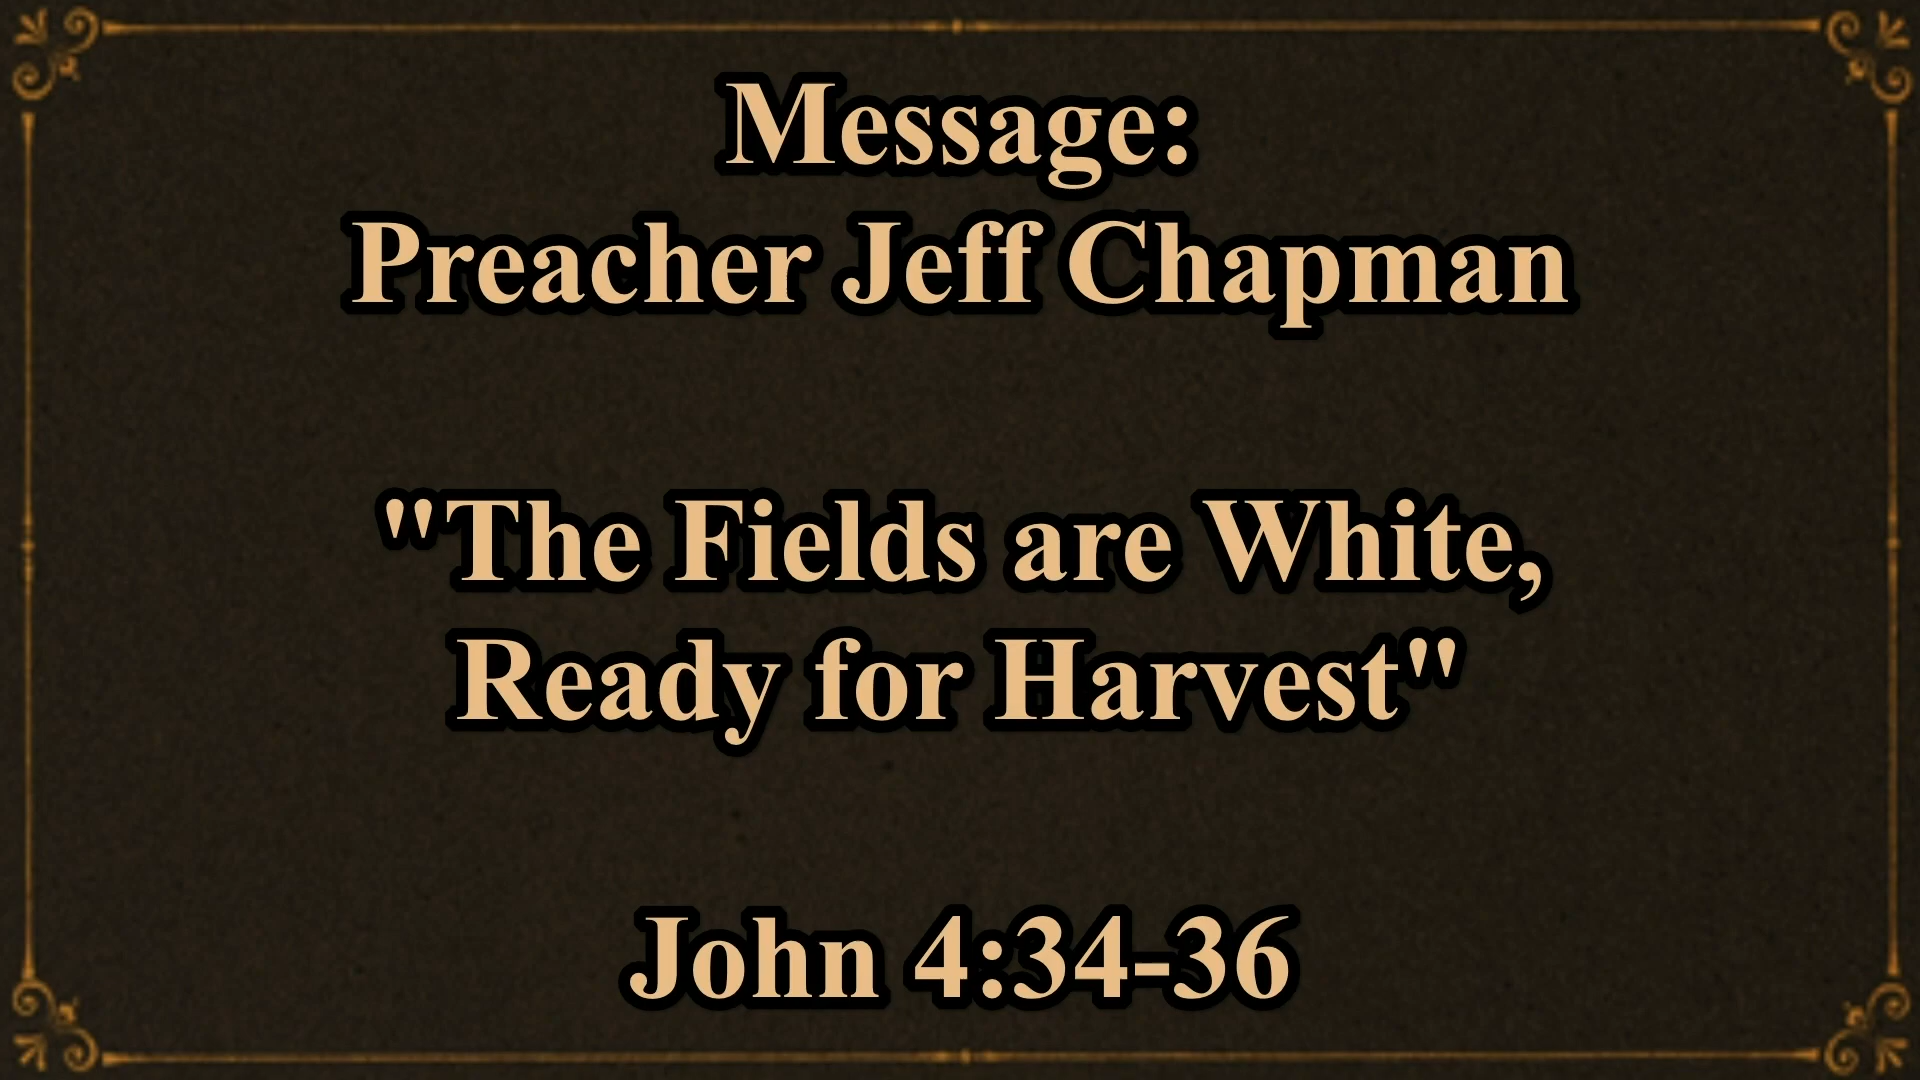 Message:
Preacher Jeff Chapman
"The Fields are White,
Ready for Harvest"
John 4:34-36